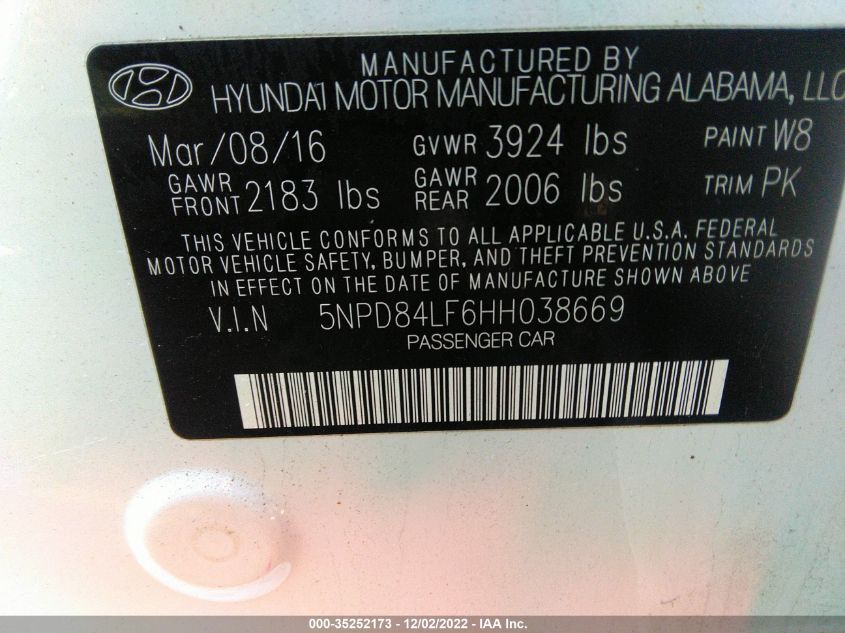 MANUFACTURED BY
HYUNDAI MOTOR MANUFACTURING ALABAMA, LLC
Mar/08/16 GVWR 3924 lbs PAINT W8
GAWR FRONT 2183 lbs GAWR REAR 2006 lbs TRIM PK
THIS VEHICLE CONFORMS TO ALL APPLICABLE U.S.A. FEDERAL
MOTOR VEHICLE SAFETY, BUMPER, AND THEFT PREVENTION STANDARDS
IN EFFECT ON THE DATE OF MANUFACTURE SHOWN ABOVE
V.I.N 5NPD84LF6HH038669
PASSENGER CAR
000-35252173 - 12/02/2022 - IAA Inc.